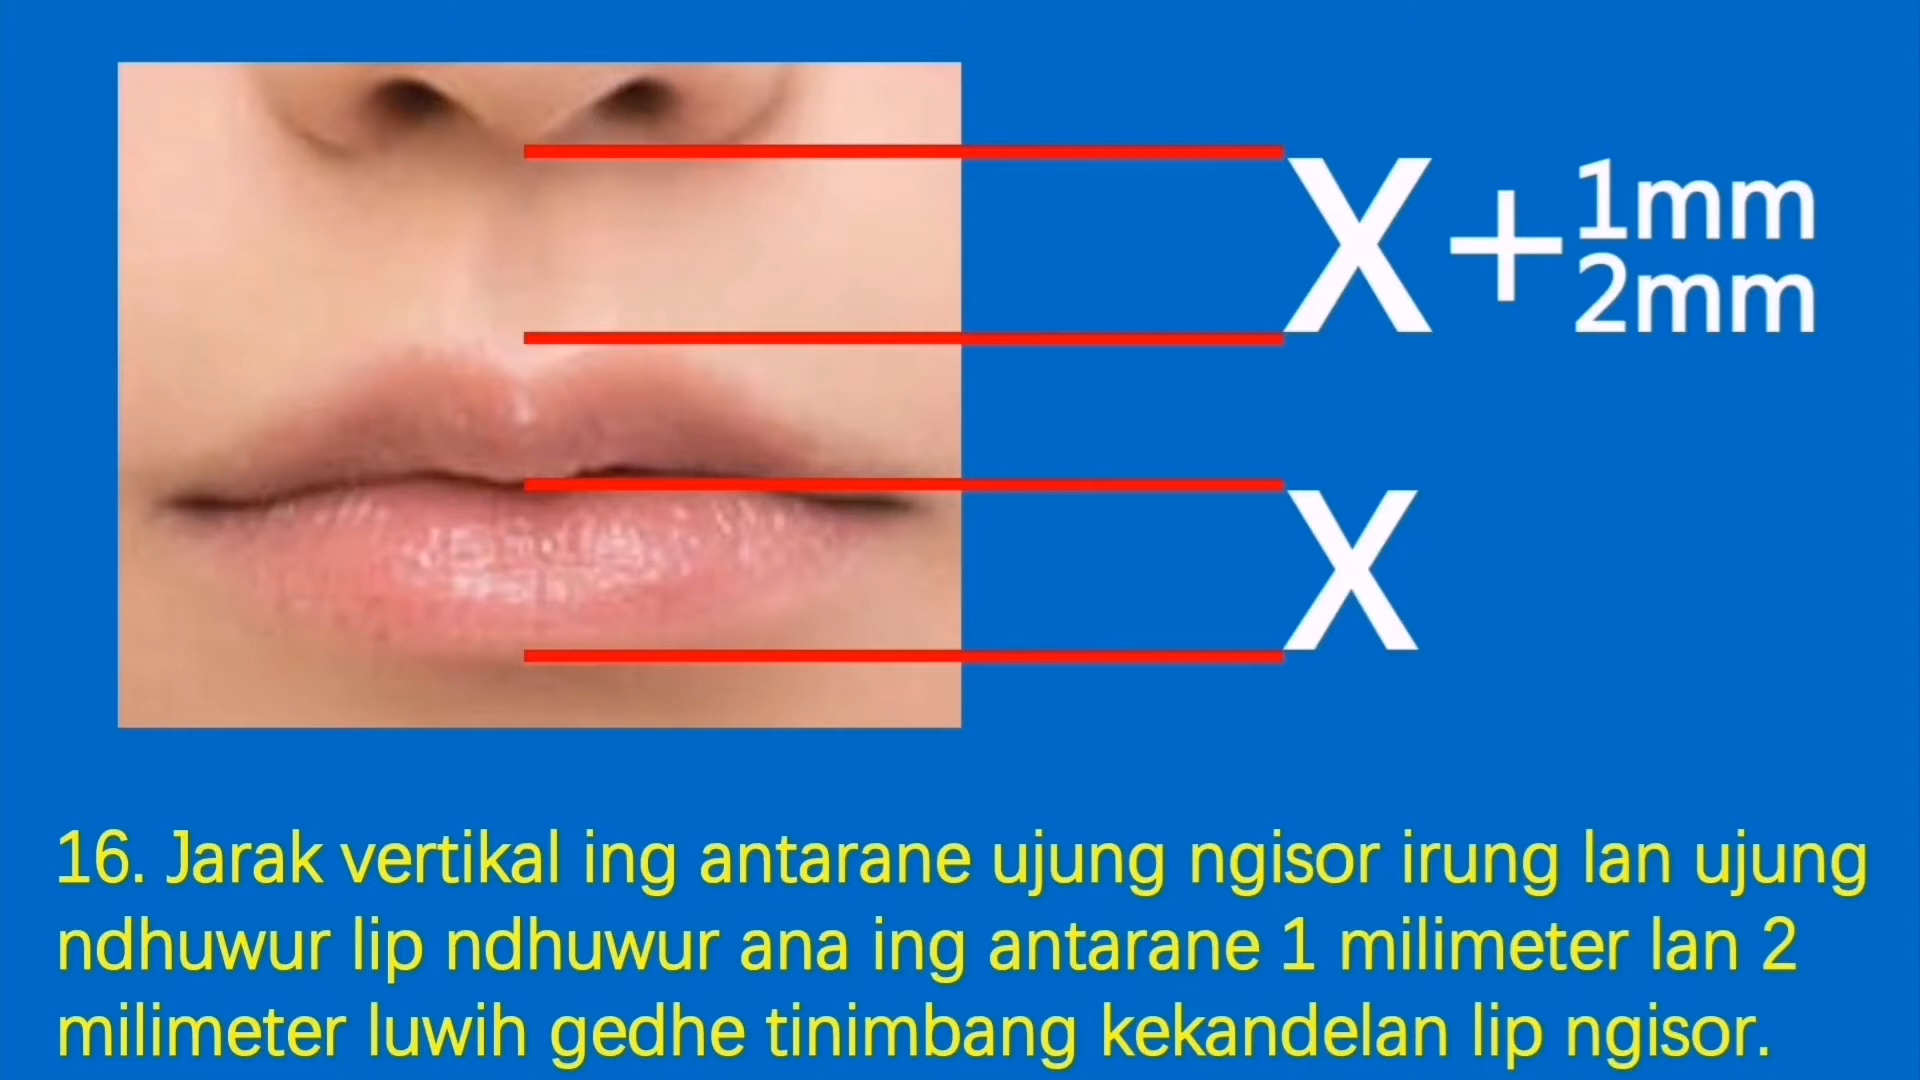 X+1mm
2mm
X
16. Jarak vertikal ing antarane ujung ngisor irung lan ujung
ndhuwur lip ndhuwur ana ing antarane 1 milimeter lan 2
milimeter luwih gedhe tinimbang kekandelan lip ngisor.